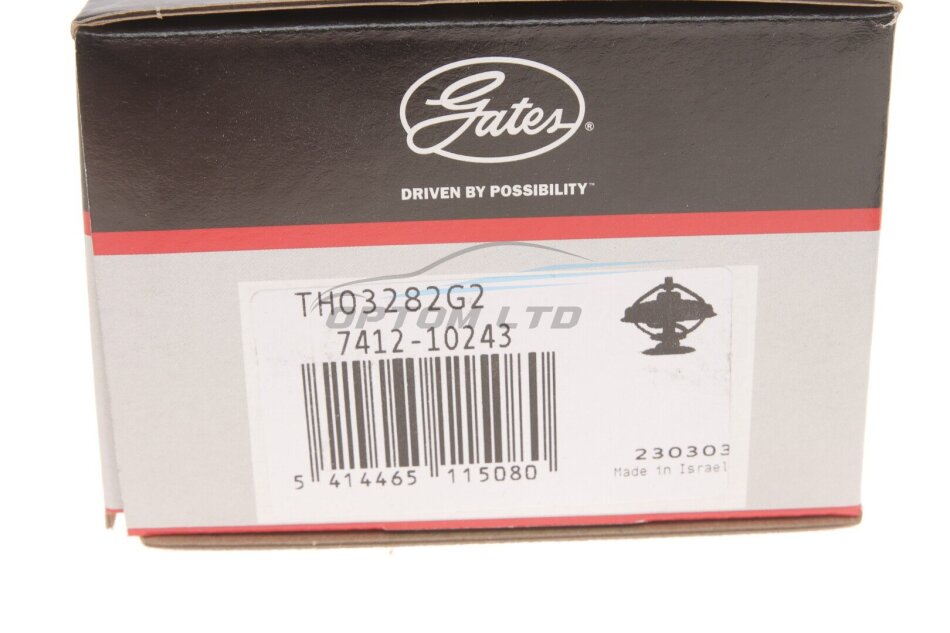 Gates®
DRIVEN BY POSSIBILITY™
TH03282G2
OPTOM LTD
7412-10243
5 414465 115080
230303
Made in Israel